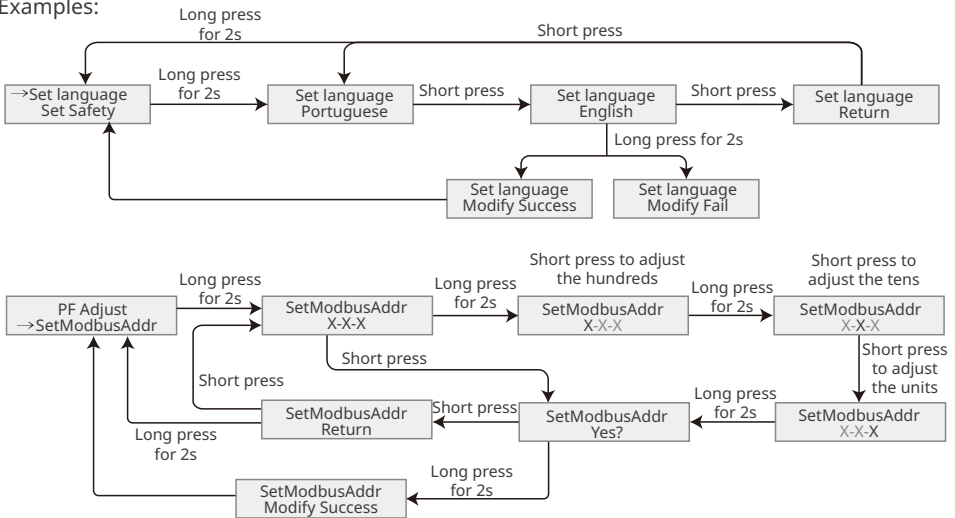 Examples:
Long press
for 2s
Short press
→Set language
Set Safety
Long press
for 2s
Set language
Portuguese
Short press
Set language
English
Short press
Set language
Return
Long press for 2s
Set language
Modify Success
Set language
Modify Fail
PF Adjust
→SetModbusAddr
Long press
for 2s
SetModbusAddr
X-X-X
Long press
for 2s
Short press to adjust
the hundreds
SetModbusAddr
X-X-X
Long press
for 2s
Short press to
adjust the tens
SetModbusAddr
X-X-X
Short press
to adjust
the units
SetModbusAddr
X-X-X
Long press
for 2s
Short press
SetModbusAddr
Yes?
Short press
SetModbusAddr
Return
Short press
Long press
for 2s
Long press
for 2s
SetModbusAddr
Modify Success